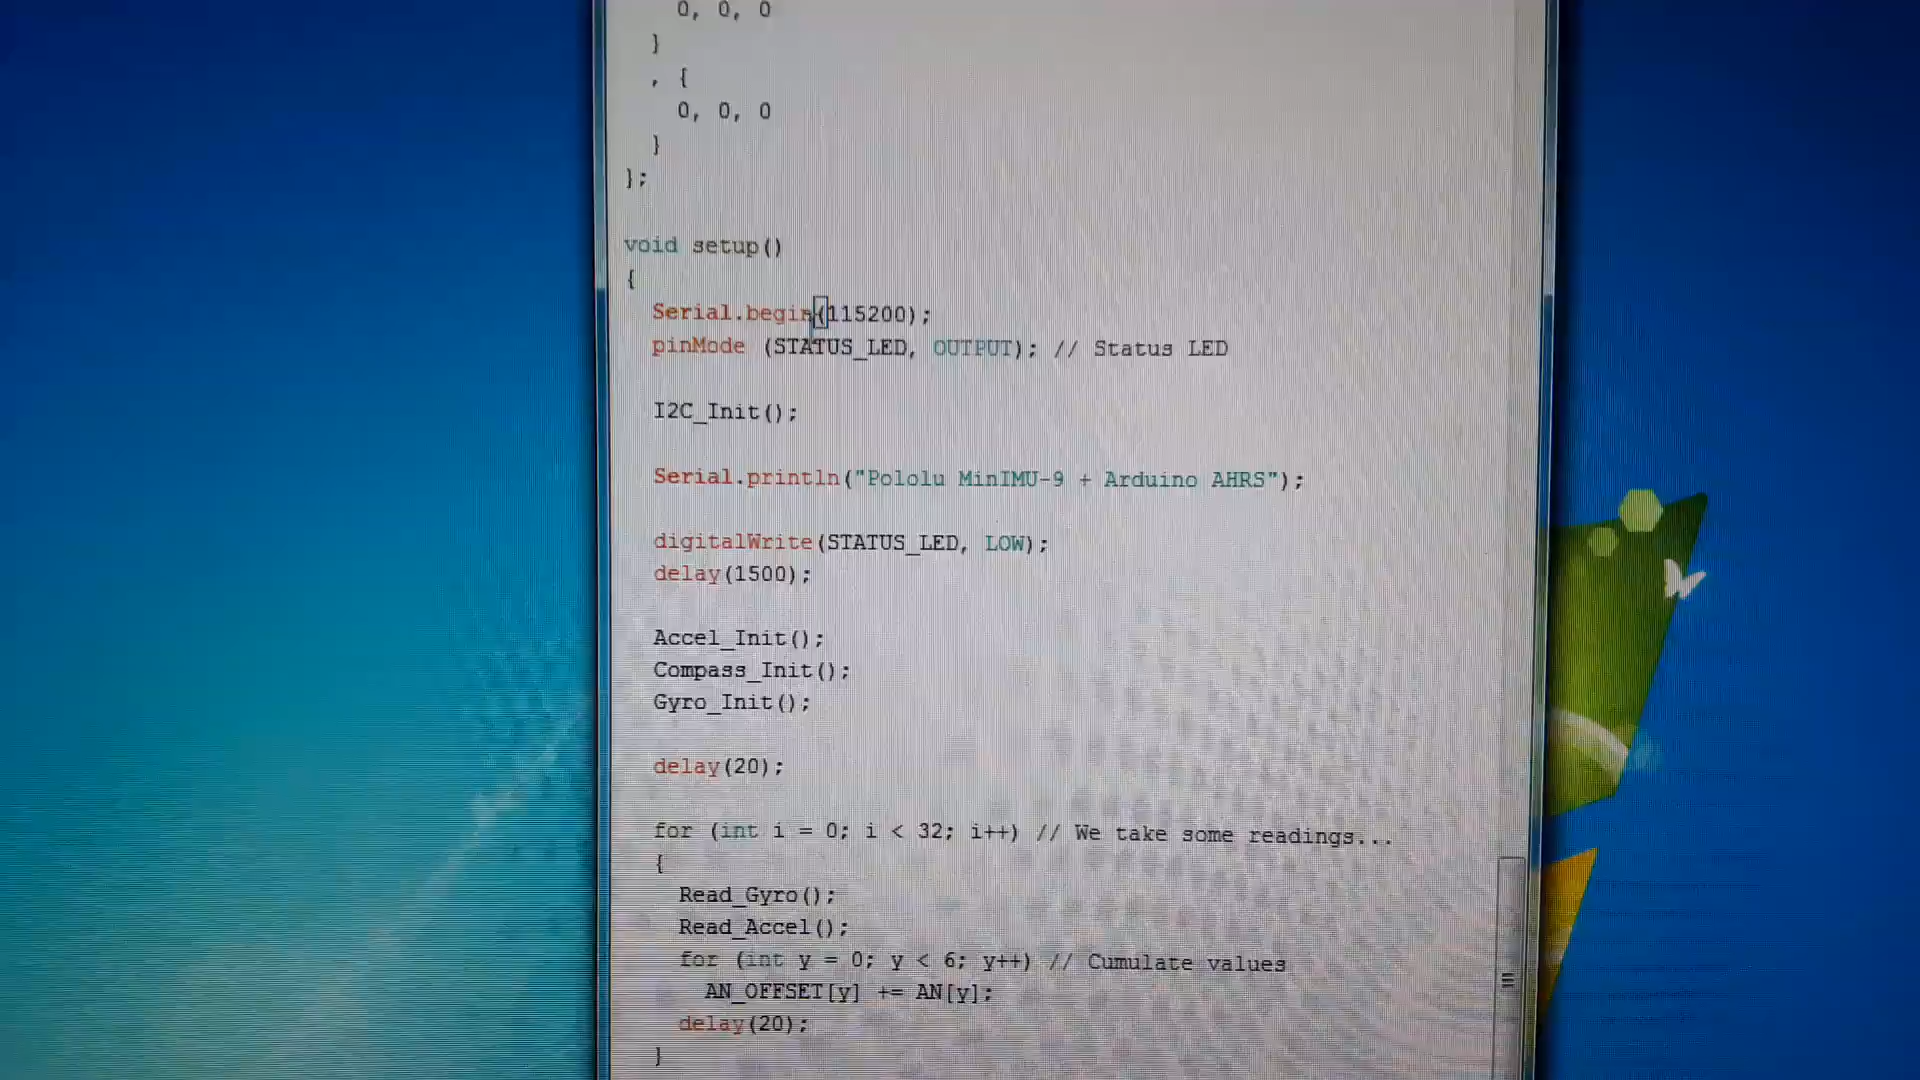 0, 0, 0
}
, {
0, 0, 0
}
};
void setup()
{
Serial.begin(115200);
pinMode (STATUS_LED, OUTPUT); // Status LED
I2C_Init();
Serial.println("Pololu MinIMU-9 + Arduino AHRS");
digitalWrite(STATUS_LED, LOW);
delay(1500);
Accel_Init();
Compass_Init();
Gyro_Init();
delay(20);
for (int i = 0; i < 32; i++) // We take some readings...
{
Read_Gyro();
Read_Accel();
for (int y = 0; y < 6; y++) // Cumulate values
AN_OFFSET[y] += AN[y];
delay(20);
}